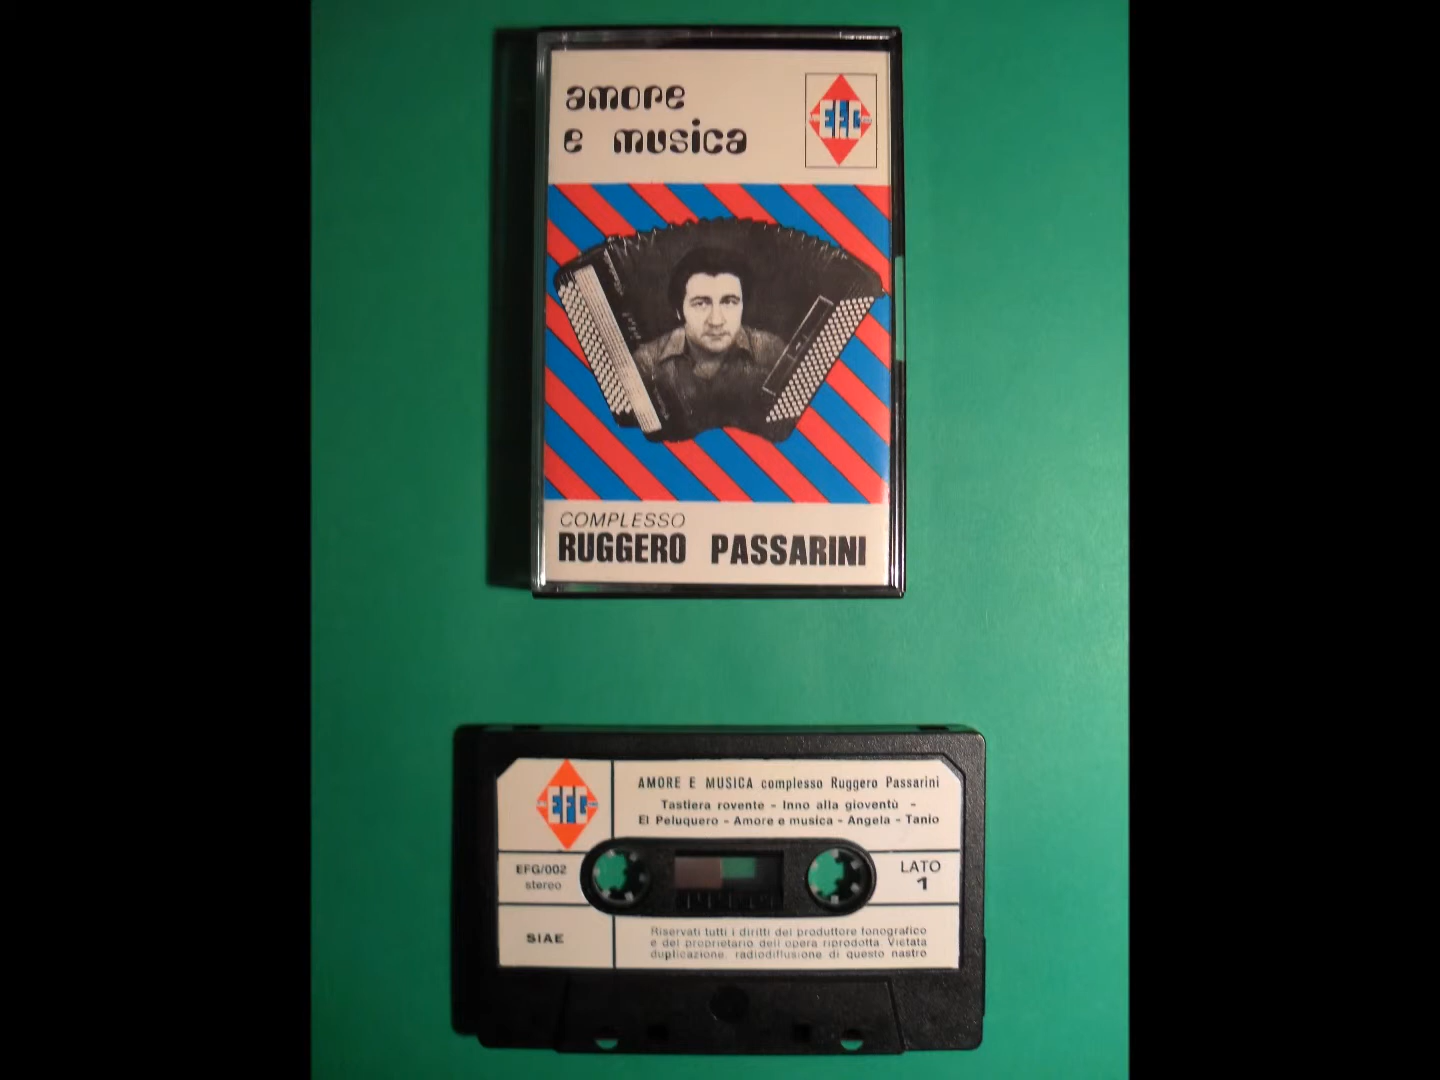 amore
e musica
EFG
COMPLESSO
RUGGERO PASSARINI
EFG
AMORE E MUSICA complesso Ruggero Passarini
Tastiera rovente - Inno alla gioventù -
El Peluquero - Amore e musica - Angela - Tanio
EFG/002
stereo
LATO
1
SIAE
Riservati tutti i diritti del produttore fonografico
e del proprietario dell opera riprodotta. Vietata
duplicazione. radiodiffusione di questo nastro